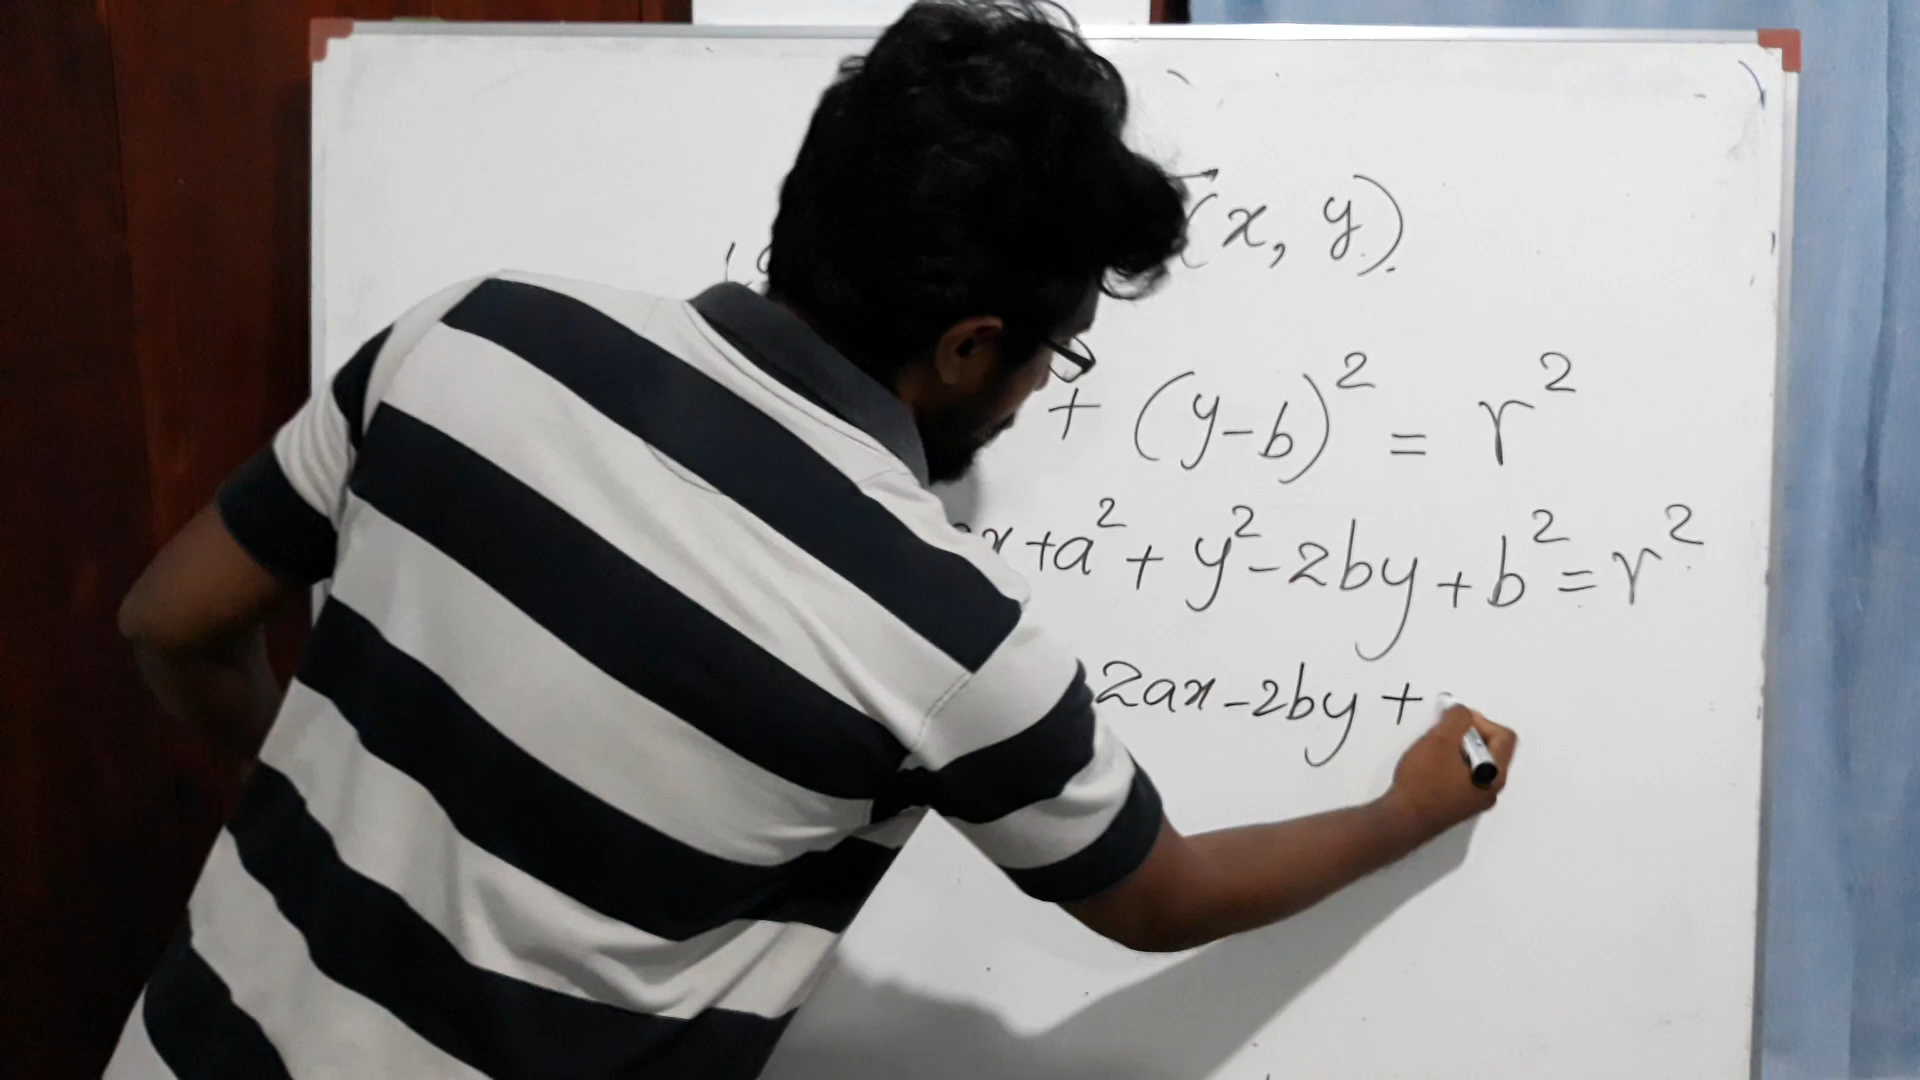 (x, y).
+ (y-b)² = r²
x +a² + y² - 2by + b² = r²
2ax - 2by +